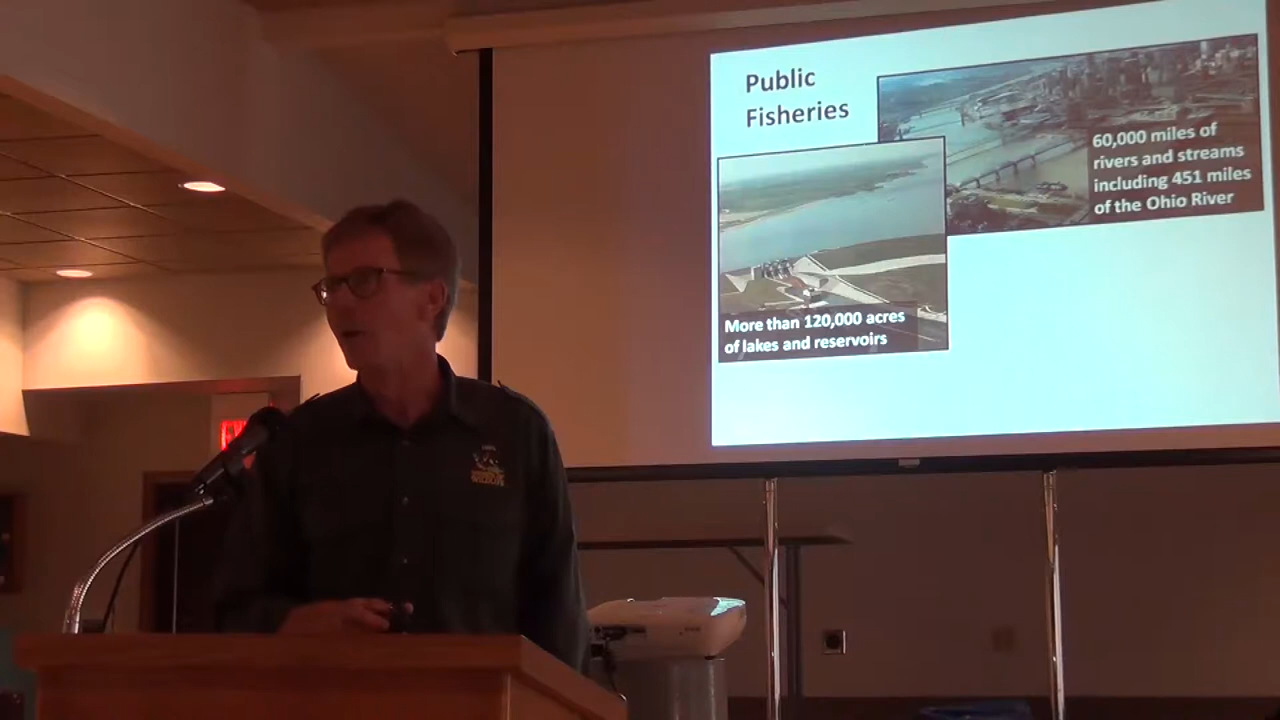 Public
Fisheries
60,000 miles of
rivers and streams
including 451 miles
of the Ohio River
More than 120,000 acres
of lakes and reservoirs